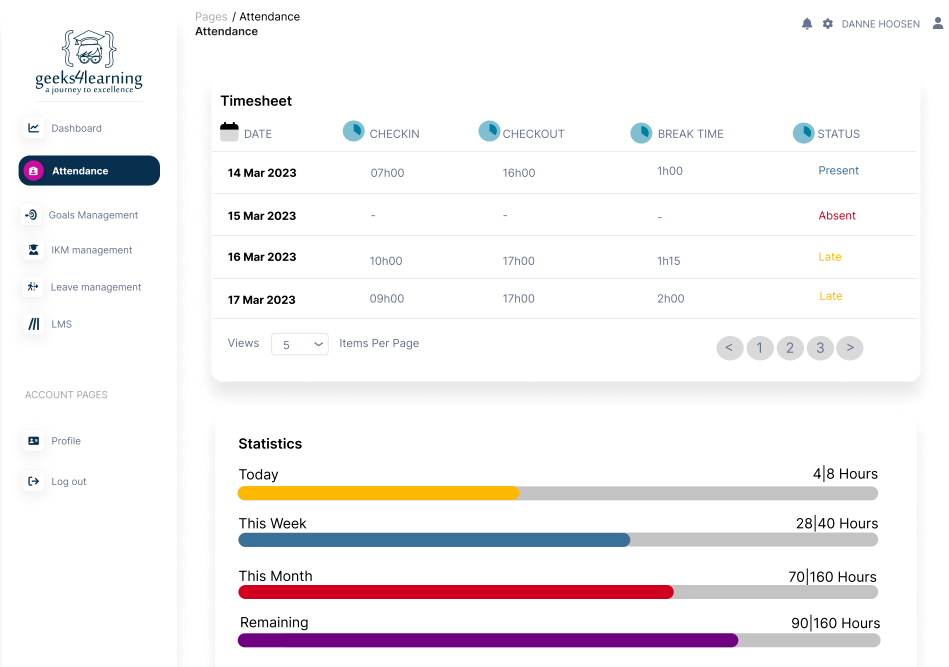 Pages / Attendance
Attendance
DANNE HOOSEN
geeks4learning
a journey to excellence
Dashboard
Attendance
Goals Management
IKM management
Leave management
LMS
ACCOUNT PAGES
Profile
Log out
Timesheet
DATE CHECKIN CHECKOUT BREAK TIME STATUS
14 Mar 2023 07h00 16h00 1h00 Present
15 Mar 2023 - - - Absent
16 Mar 2023 10h00 17h00 1h15 Late
17 Mar 2023 09h00 17h00 2h00 Late
Views 5 Items Per Page < 1 2 3 >
Statistics
Today 4|8 Hours
This Week 28|40 Hours
This Month 70|160 Hours
Remaining 90|160 Hours